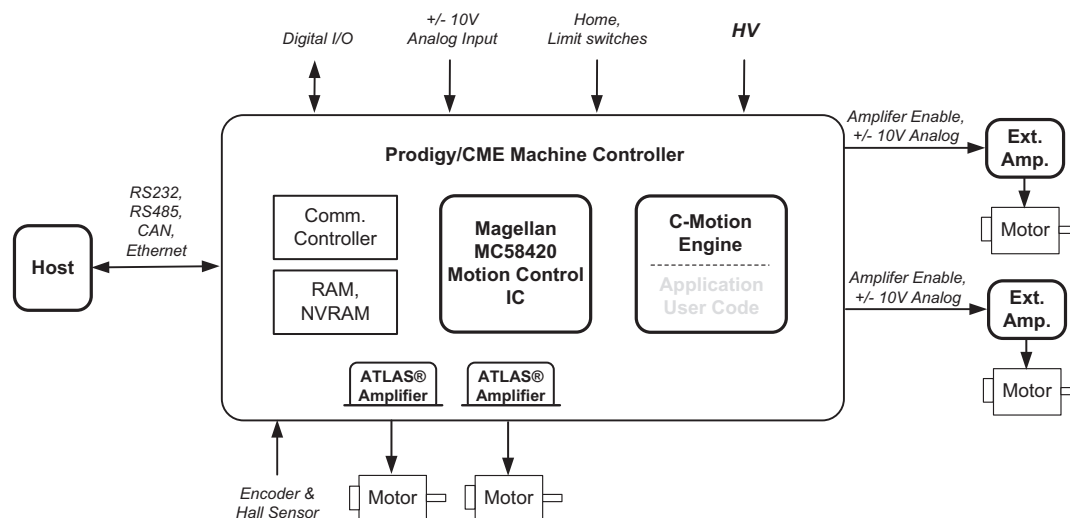 Digital I/O
+/- 10V
Analog Input
Home,
Limit switches
HV
Amplifer Enable,
+/- 10V Analog
Ext.
Amp.
Motor
Prodigy/CME Machine Controller
RS232,
RS485,
CAN,
Ethernet
Host
Comm.
Controller
RAM,
NVRAM
Magellan
MC58420
Motion Control
IC
C-Motion
Engine
Application
User Code
Amplifer Enable,
+/- 10V Analog
Ext.
Amp.
Motor
ATLAS®
Amplifier
ATLAS®
Amplifier
Encoder &
Hall Sensor
Motor
Motor